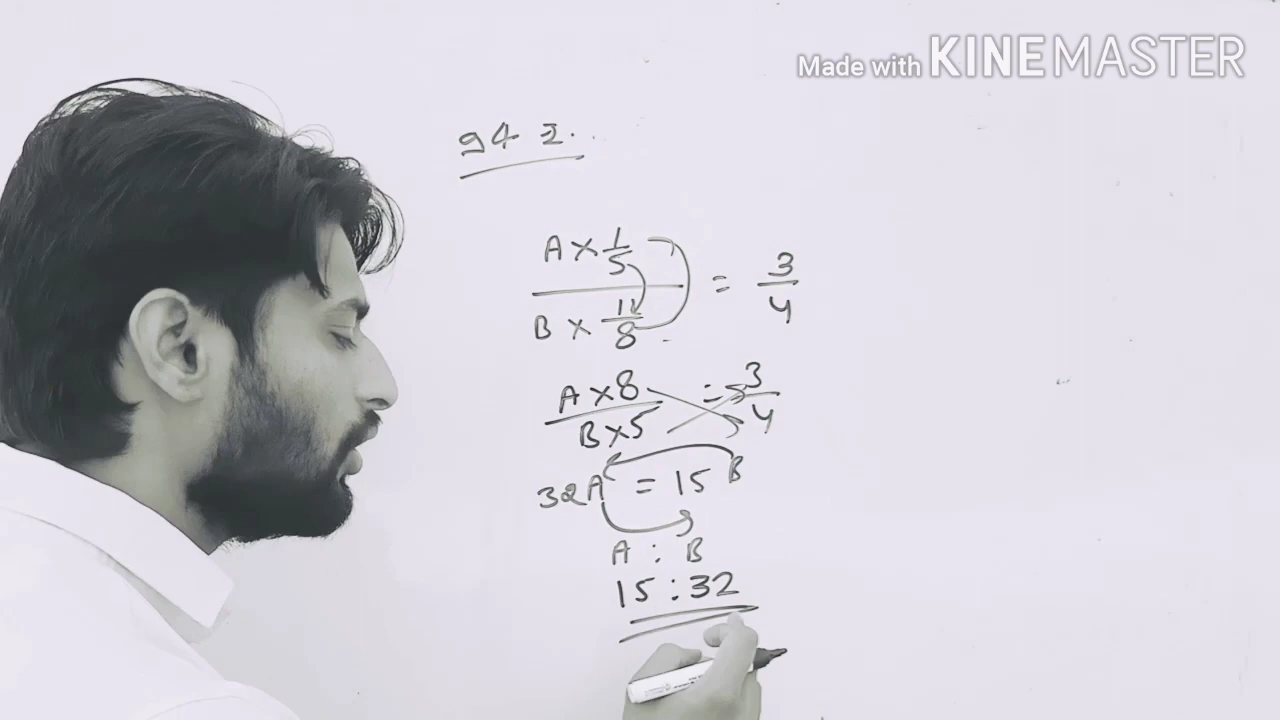 Made with KINEMASTER
94
A × 1/5
= 3/4
B × 1/8
A × 8 / B × 5 = 3/4
32A = 15 B
A : B
15 : 32